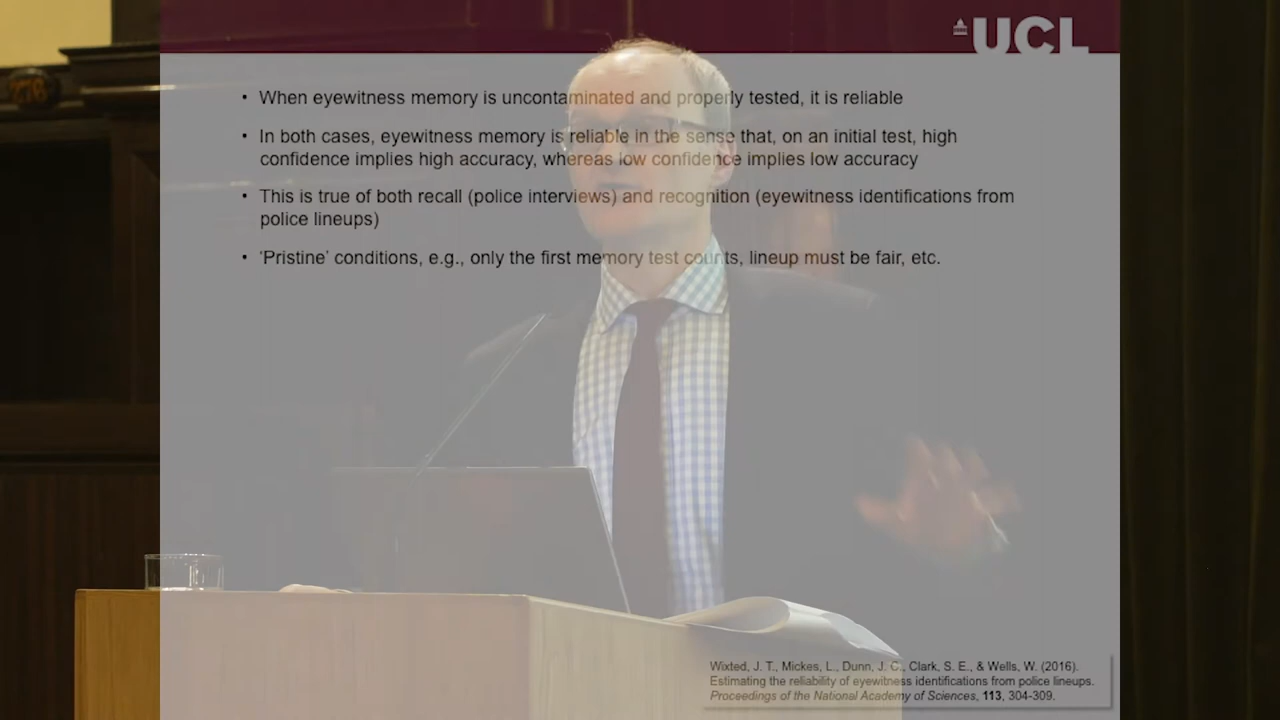 UCL
• When eyewitness memory is uncontaminated and properly tested, it is reliable
• In both cases, eyewitness memory is reliable in the sense that, on an initial test, high
confidence implies high accuracy, whereas low confidence implies low accuracy
• This is true of both recall (police interviews) and recognition (eyewitness identifications from
police lineups)
• ‘Pristine’ conditions, e.g., only the first memory test counts, lineup must be fair, etc.
Wixted, J. T., Mickes, L., Dunn, J. C., Clark, S. E., & Wells, W. (2016).
Estimating the reliability of eyewitness identifications from police lineups.
Proceedings of the National Academy of Sciences, 113, 304-309.